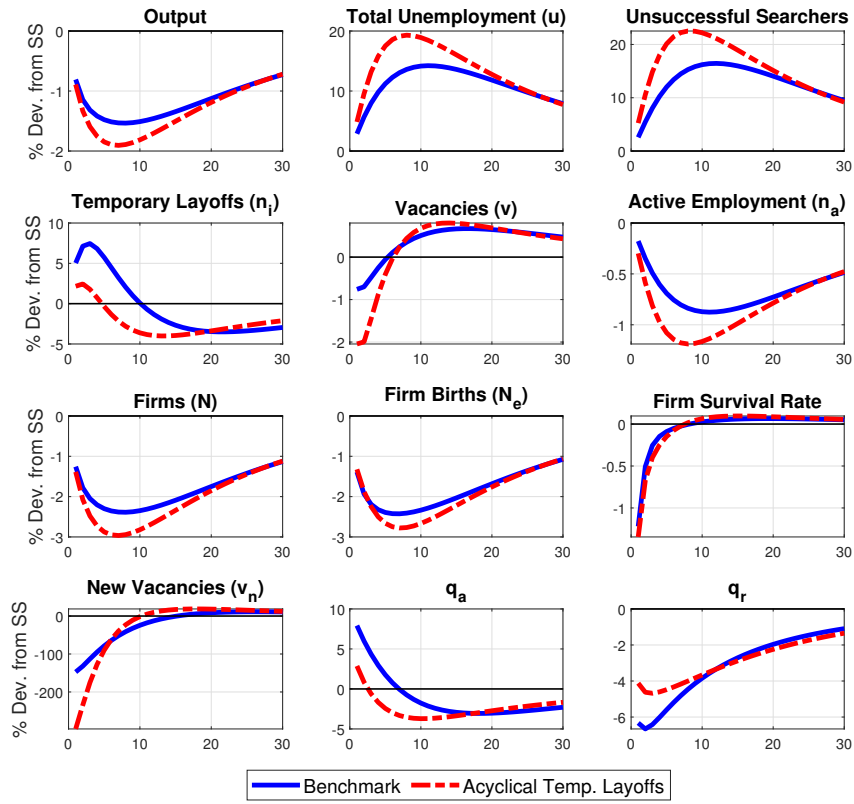 Output
Total Unemployment (u)
Unsuccessful Searchers
% Dev. from SS
0
-1
-2
0 10 20 30
20
10
0
0 10 20 30
20
10
0
0 10 20 30
Temporary Layoffs (n_i)
Vacancies (v)
Active Employment (n_a)
% Dev. from SS
10
5
0
-5
0 10 20 30
0
-1
-2
0 10 20 30
0
-0.5
-1
0 10 20 30
Firms (N)
Firm Births (N_e)
Firm Survival Rate
% Dev. from SS
0
-1
-2
-3
0 10 20 30
0
-1
-2
-3
0 10 20 30
0
-0.5
-1
0 10 20 30
New Vacancies (v_n)
q_a
q_r
% Dev. from SS
0
-100
-200
0 10 20 30
10
5
0
-5
0 10 20 30
0
-2
-4
-6
0 10 20 30
Benchmark
Acyclical Temp. Layoffs